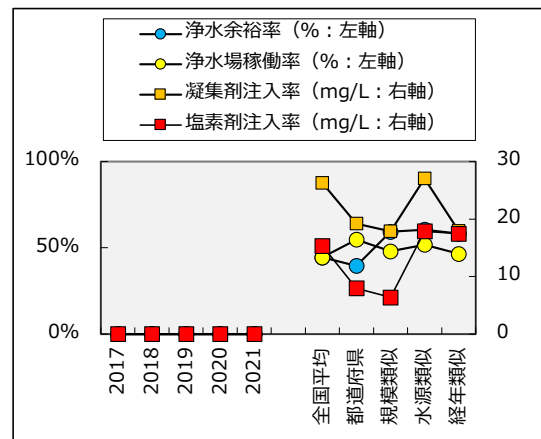 浄水余裕率（%：左軸）
浄水場稼働率（%：左軸）
凝集剤注入率（mg/L：右軸）
塩素剤注入率（mg/L：右軸）
100%
50%
0%
30
20
10
0
2017
2018
2019
2020
2021
全国平均
都道府県
規模類似
水源類似
経年類似